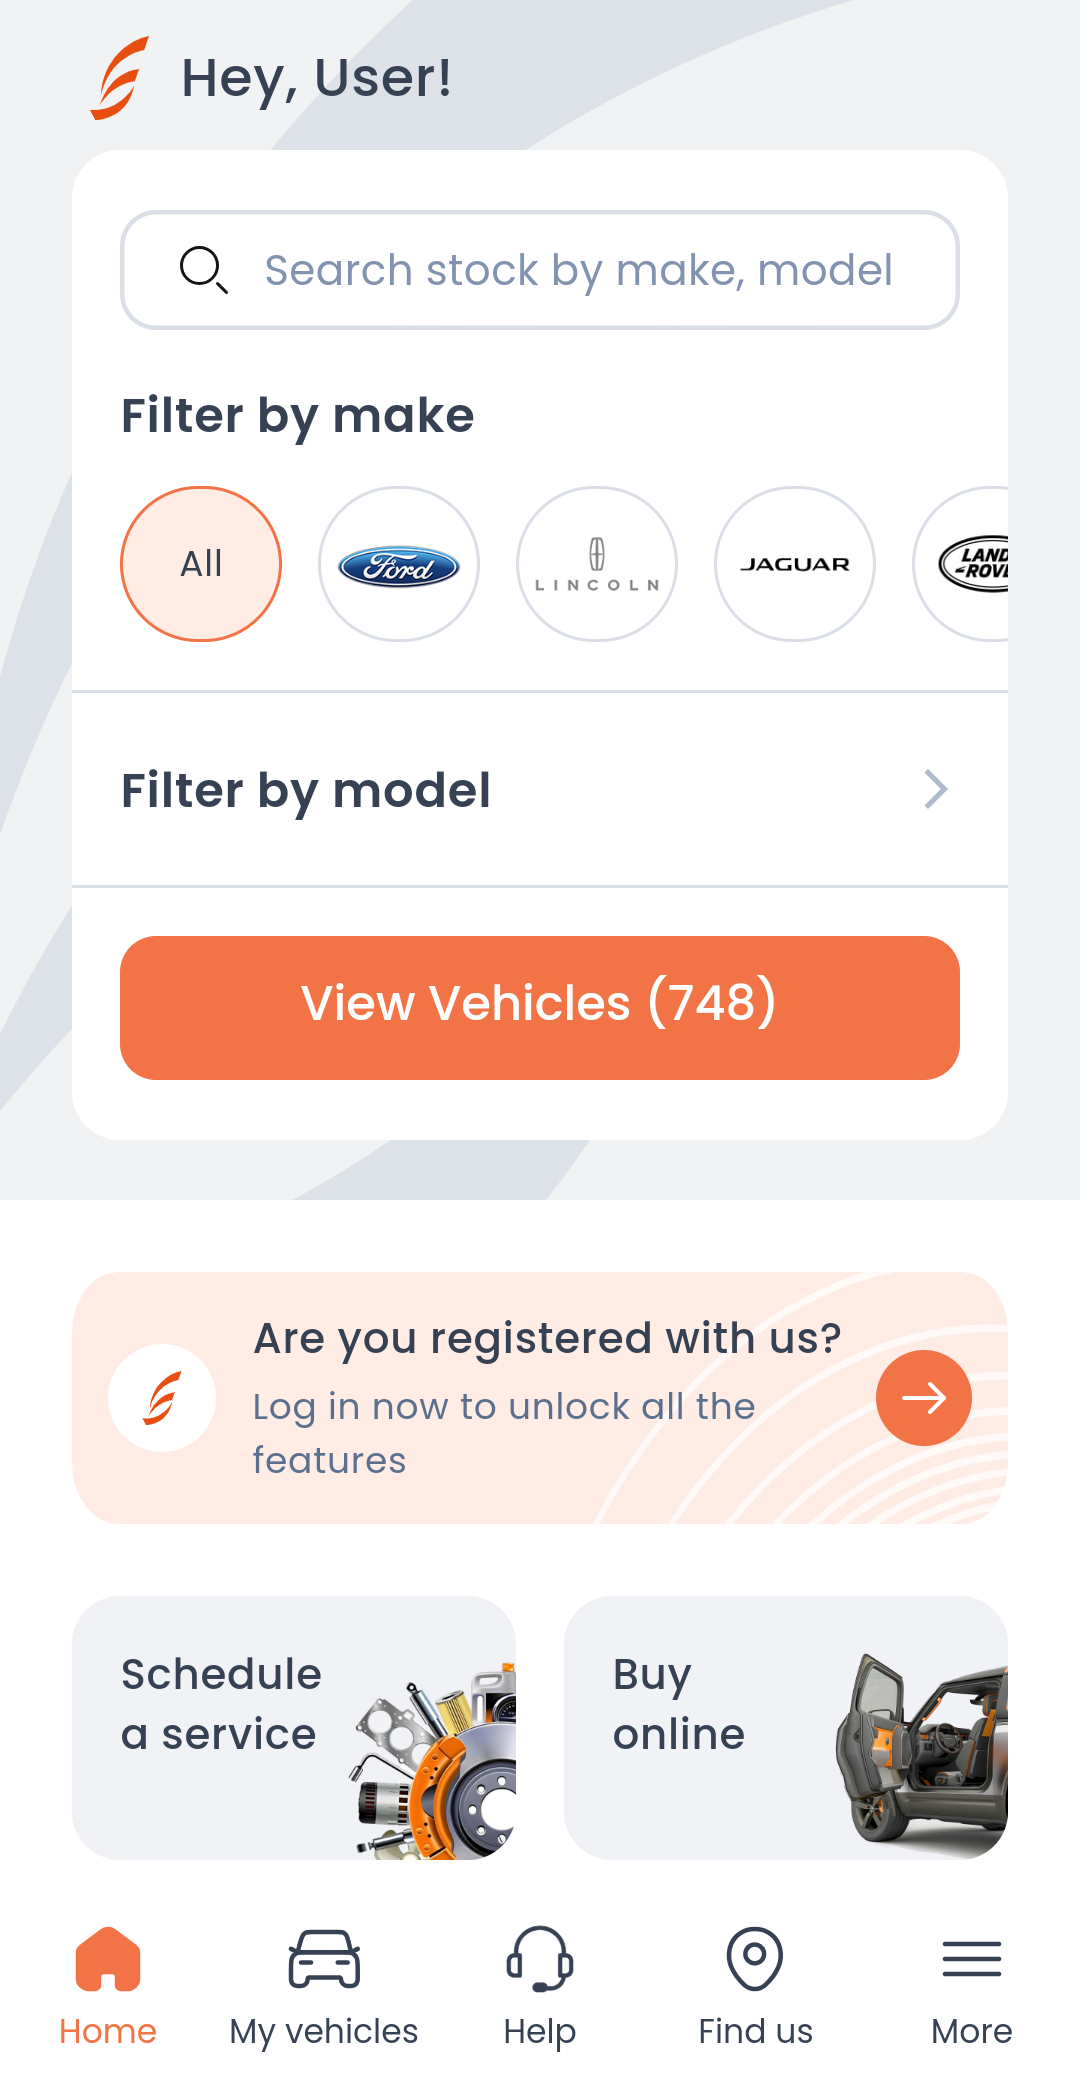 Hey, User!
Search stock by make, model
Filter by make
All
Ford
LINCOLN
JAGUAR
LAND
ROVE
Filter by model
View Vehicles (748)
Are you registered with us?
Log in now to unlock all the
features
Schedule
a service
Buy
online
Home
My vehicles
Help
Find us
More